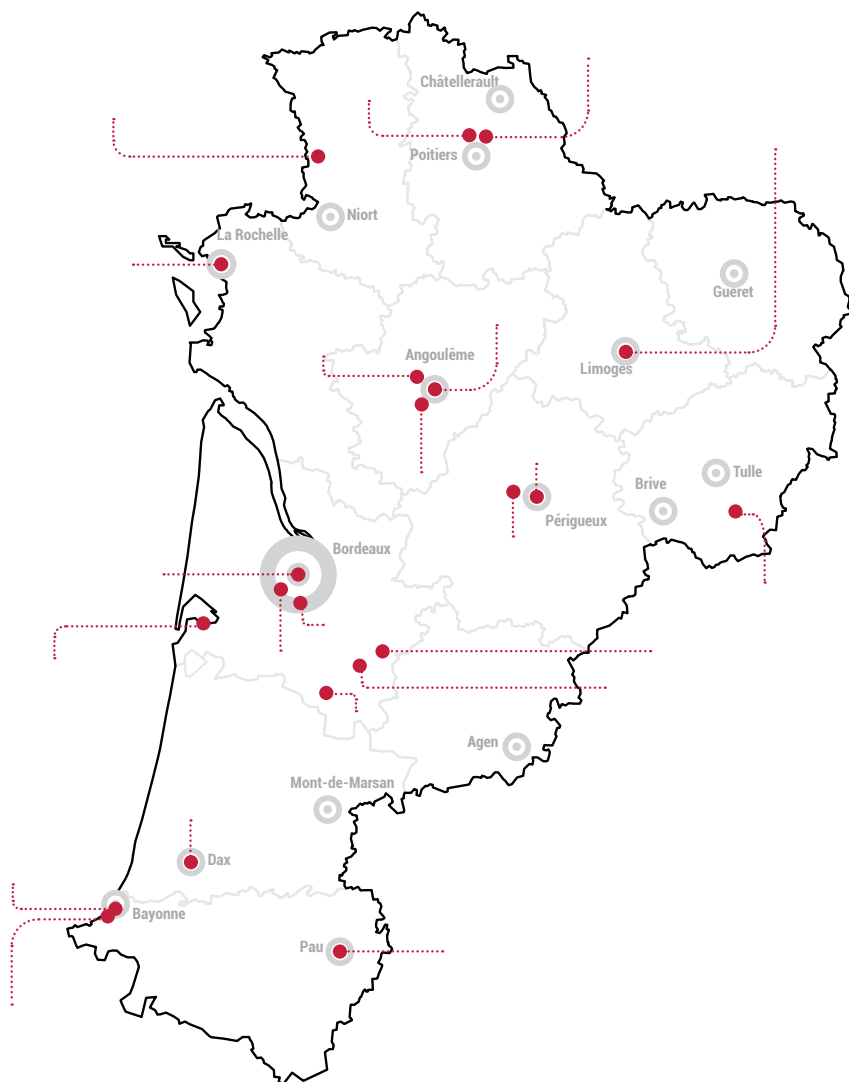 Châtellerault
Poitiers
Niort
La Rochelle
Gueret
Angoulême
Limoges
Tulle
Brive
Périgueux
Bordeaux
Agen
Mont-de-Marsan
Dax
Bayonne
Pau